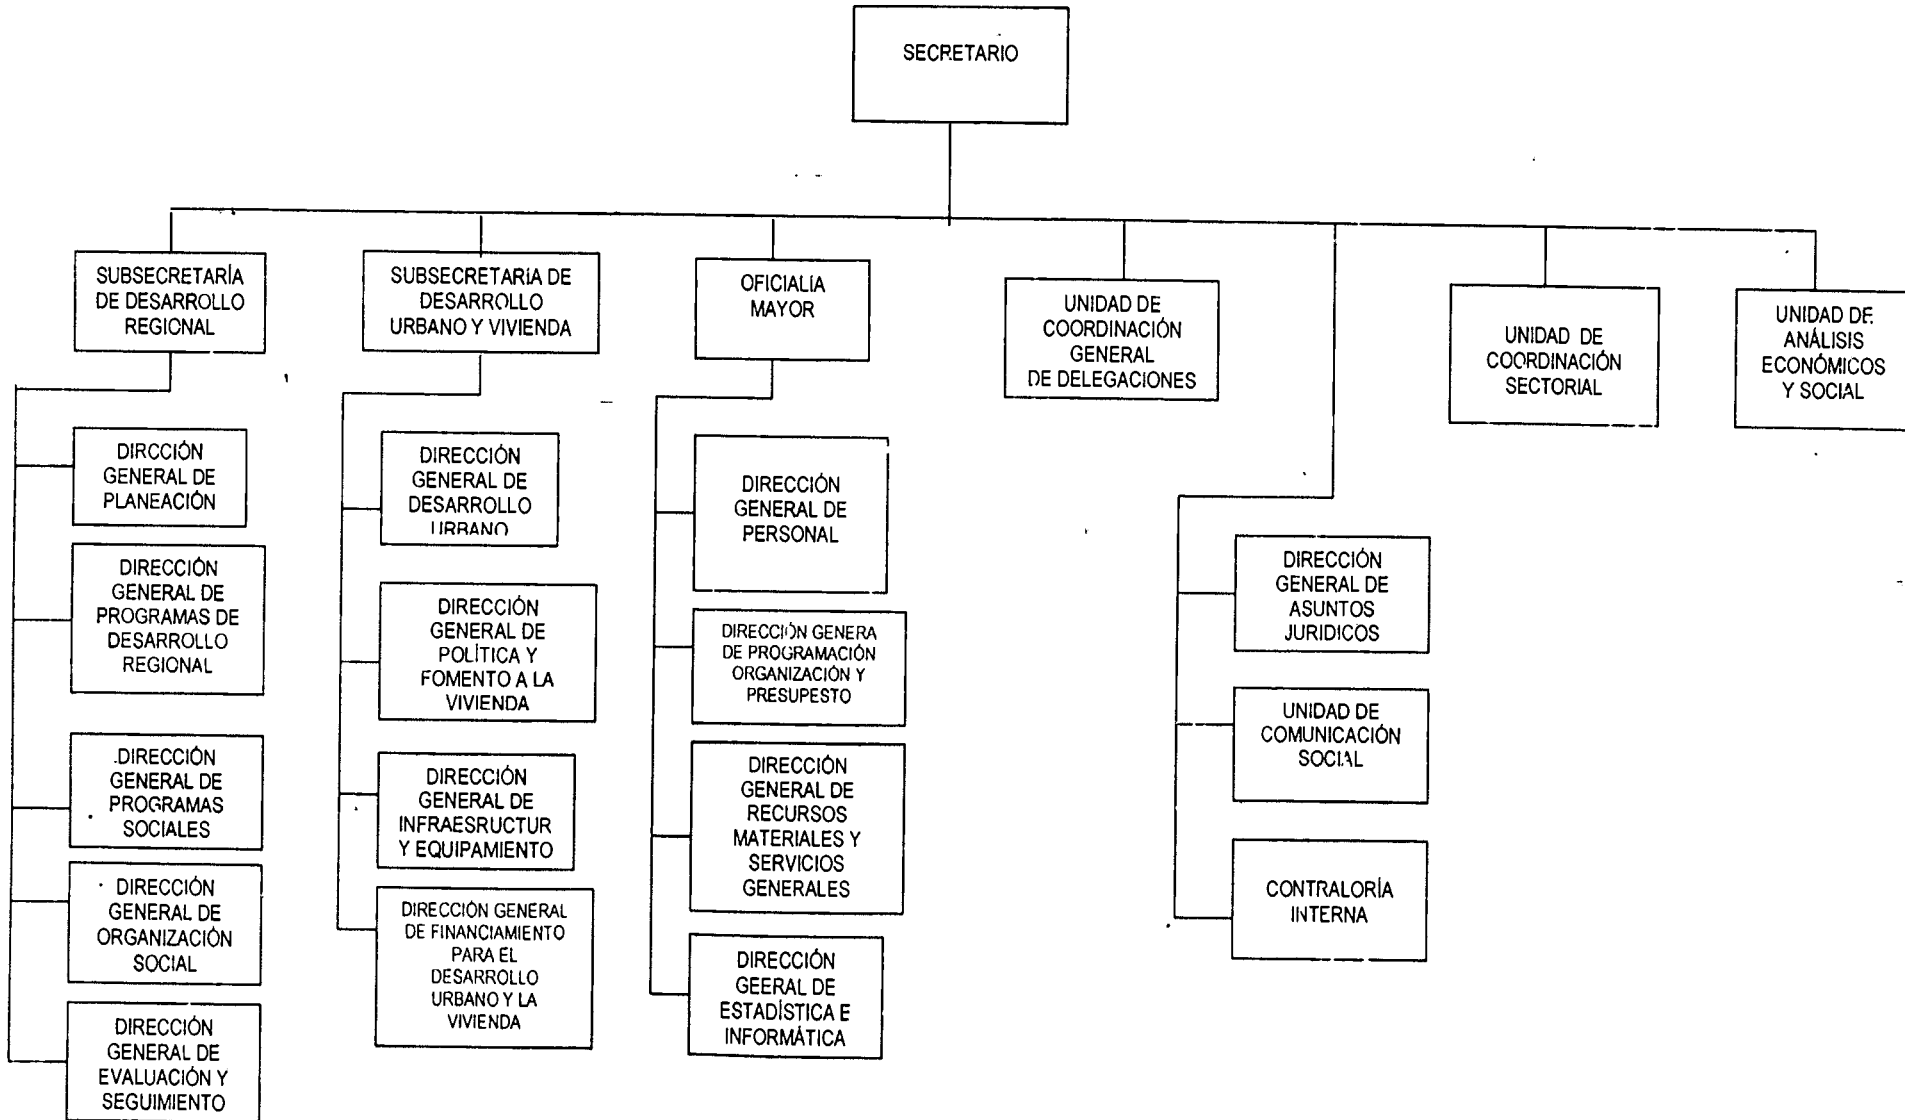 SECRETARIO
SUBSECRETARÍA
DE DESARROLLO
REGIONAL
SUBSECRETARIA DE
DESARROLLO
URBANO Y VIVIENDA
OFICIALIA
MAYOR
UNIDAD DE
COORDINACIÓN
GENERAL
DE DELEGACIONES
UNIDAD DE
COORDINACIÓN
SECTORIAL
UNIDAD DE
ANÁLISIS
ECONÓMICOS
Y SOCIAL
DIRCCIÓN
GENERAL DE
PLANEACIÓN
DIRECCIÓN
GENERAL DE
PROGRAMAS DE
DESARROLLO
REGIONAL
DIRECCIÓN
GENERAL DE
PROGRAMAS
SOCIALES
DIRECCIÓN
GENERAL DE
ORGANIZACIÓN
SOCIAL
DIRECCIÓN
GENERAL DE
EVALUACIÓN Y
SEGUIMIENTO
DIRECCIÓN
GENERAL DE
DESARROLLO
URBANO
DIRECCIÓN
GENERAL DE
POLÍTICA Y
FOMENTO A LA
VIVIENDA
DIRECCIÓN
GENERAL DE
INFRAESRUCTUR
Y EQUIPAMIENTO
DIRECCIÓN GENERAL
DE FINANCIAMIENTO
PARA EL
DESARROLLO
URBANO Y LA
VIVIENDA
DIRECCIÓN
GENERAL DE
PERSONAL
DIRECCIÓN GENERA
DE PROGRAMACIÓN
ORGANIZACIÓN Y
PRESUPESTO
DIRECCIÓN
GENERAL DE
RECURSOS
MATERIALES Y
SERVICIOS
GENERALES
DIRECCIÓN
GEERAL DE
ESTADÍSTICA E
INFORMÁTICA
DIRECCIÓN
GENERAL DE
ASUNTOS
JURIDICOS
UNIDAD DE
COMUNICACIÓN
SOCIAL
CONTRALORÍA
INTERNA